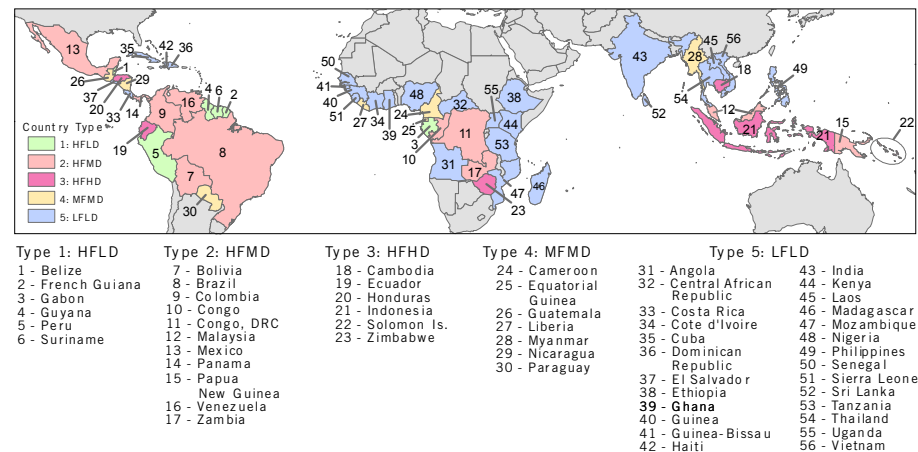 13
35
42
36
26
1
29
37
20
33
14
4
6
2
16
9
19
5
8
7
30
50
41
40
51
27
34
39
48
24
25
3
10
32
55
38
11
44
53
31
17
47
23
46
43
52
28
45
56
54
18
12
49
21
21
15
22
Country Type
1: HFLD
2: HFMD
3: HFHD
4: MFMD
5: LFLD
Type 1: HFLD
1 - Belize
2 - French Guiana
3 - Gabon
4 - Guyana
5 - Peru
6 - Suriname
Type 2: HFMD
7 - Bolivia
8 - Brazil
9 - Colombia
10 - Congo
11 - Congo, DRC
12 - Malaysia
13 - Mexico
14 - Panama
15 - Papua
New Guinea
16 - Venezuela
17 - Zambia
Type 3: HFHD
18 - Cambodia
19 - Ecuador
20 - Honduras
21 - Indonesia
22 - Solomon Is.
23 - Zimbabwe
Type 4: MFMD
24 - Cameroon
25 - Equatorial
Guinea
26 - Guatemala
27 - Liberia
28 - Myanmar
29 - Nicaragua
30 - Paraguay
Type 5: LFLD
31 - Angola
32 - Central African
Republic
33 - Costa Rica
34 - Cote d'Ivoire
35 - Cuba
36 - Dominican
Republic
37 - El Salvador
38 - Ethiopia
39 - Ghana
40 - Guinea
41 - Guinea-Bissau
42 - Haiti
43 - India
44 - Kenya
45 - Laos
46 - Madagascar
47 - Mozambique
48 - Nigeria
49 - Philippines
50 - Senegal
51 - Sierra Leone
52 - Sri Lanka
53 - Tanzania
54 - Thailand
55 - Uganda
56 - Vietnam